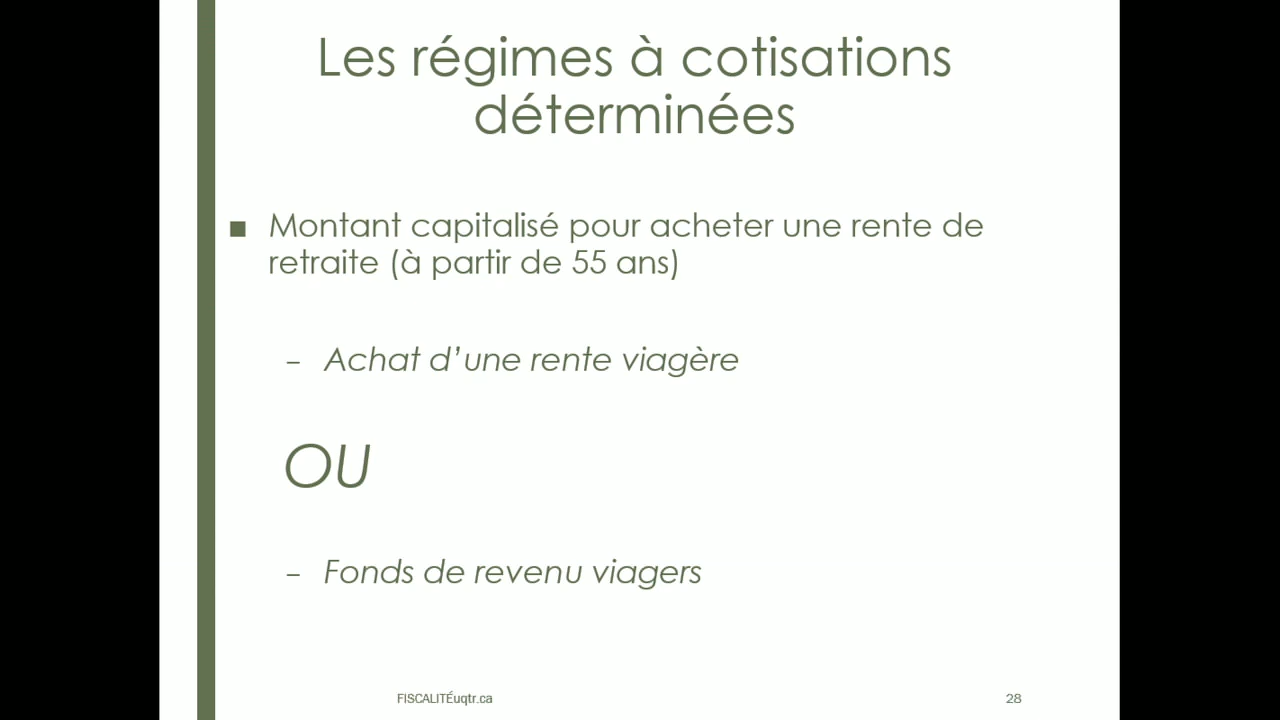 Les régimes à cotisations
déterminées
■ Montant capitalisé pour acheter une rente de
retraite (à partir de 55 ans)
– Achat d’une rente viagère
OU
– Fonds de revenu viagers
FISCALITÉuqtr.ca
28